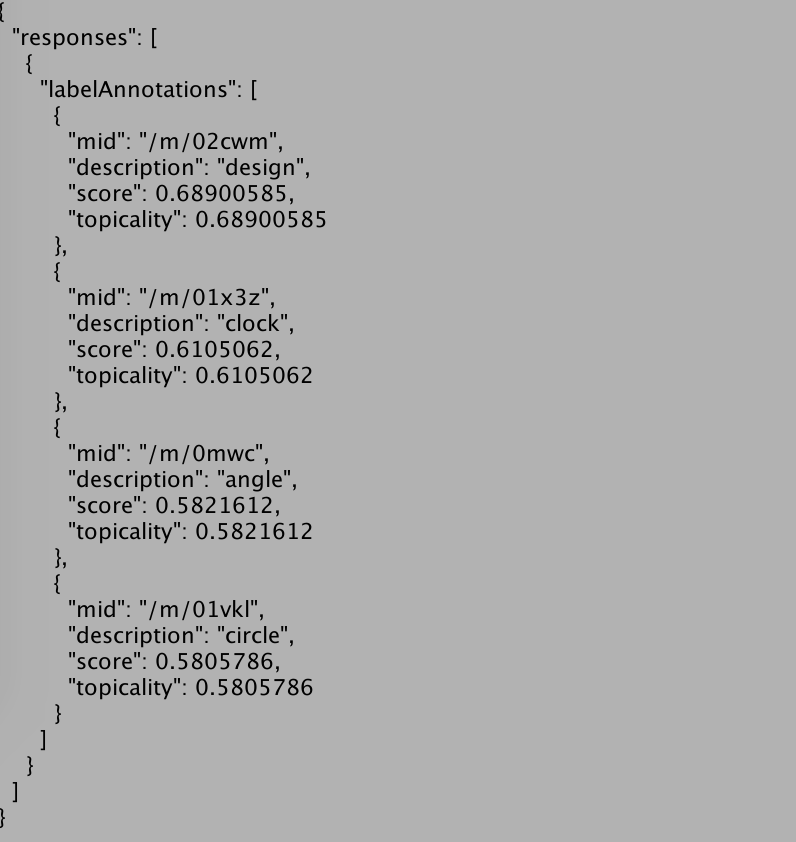 {
  "responses": [
    {
      "labelAnnotations": [
        {
          "mid": "/m/02cwm",
          "description": "design",
          "score": 0.68900585,
          "topicality": 0.68900585
        },
        {
          "mid": "/m/01x3z",
          "description": "clock",
          "score": 0.6105062,
          "topicality": 0.6105062
        },
        {
          "mid": "/m/0mwc",
          "description": "angle",
          "score": 0.5821612,
          "topicality": 0.5821612
        },
        {
          "mid": "/m/01vkl",
          "description": "circle",
          "score": 0.5805786,
          "topicality": 0.5805786
        }
      ]
    }
  ]
}